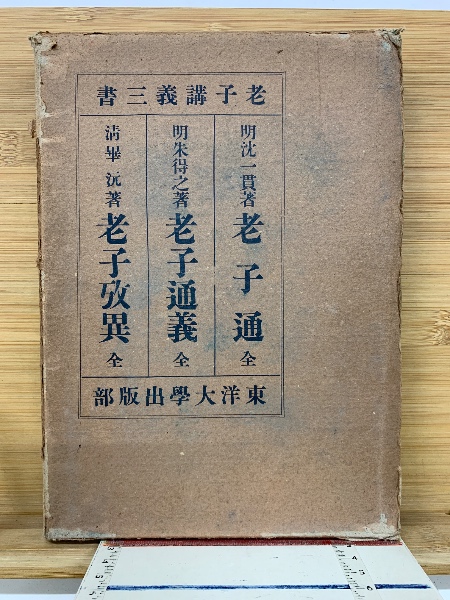 老子講義三書
明沈一貫著 老子通 全
明朱得之著 老子通義 全
清畢沅著 老子攷異 全
東洋大學出版部